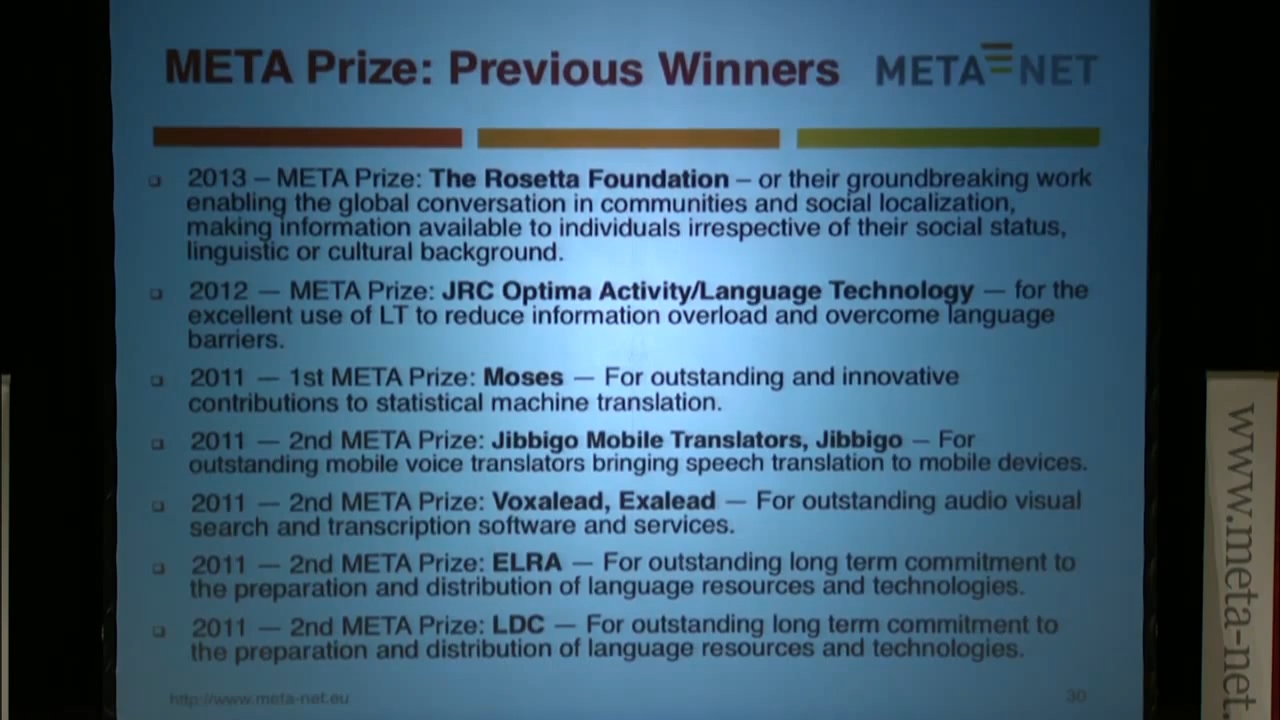 META Prize: Previous Winners
META NET
2013 – META Prize: The Rosetta Foundation – or their groundbreaking work
enabling the global conversation in communities and social localization,
making information available to individuals irrespective of their social status,
linguistic or cultural background.
2012 — META Prize: JRC Optima Activity/Language Technology — for the
excellent use of LT to reduce information overload and overcome language
barriers.
2011 — 1st META Prize: Moses — For outstanding and innovative
contributions to statistical machine translation.
2011 — 2nd META Prize: Jibbigo Mobile Translators, Jibbigo – For
outstanding mobile voice translators bringing speech translation to mobile devices.
2011 — 2nd META Prize: Voxalead, Exalead — For outstanding audio visual
search and transcription software and services.
2011 — 2nd META Prize: ELRA — For outstanding long term commitment to
the preparation and distribution of language resources and technologies.
2011 — 2nd META Prize: LDC — For outstanding long term commitment to
the preparation and distribution of language resources and technologies.
http://www.meta-net.eu
30
www.meta-net.